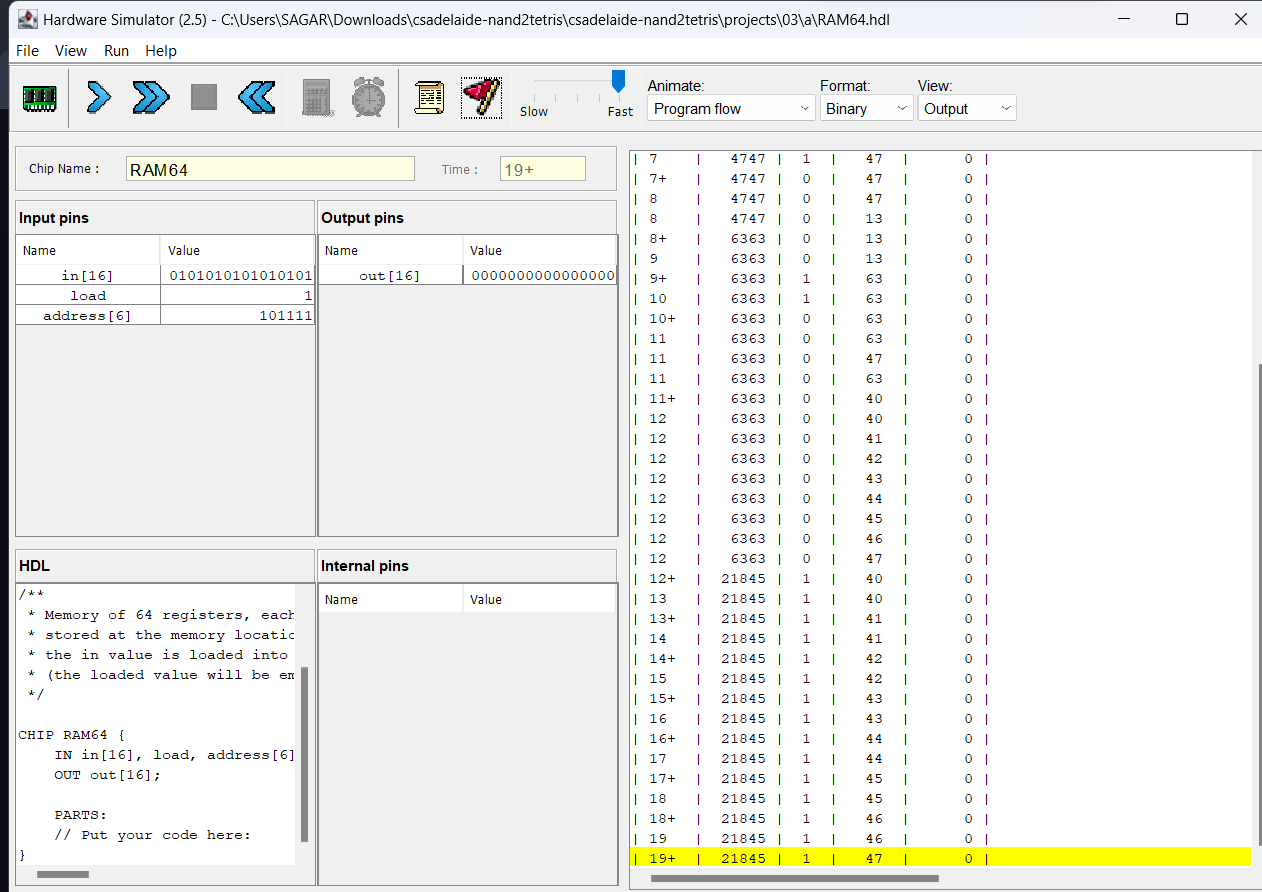 Hardware Simulator (2.5) - C:\Users\SAGAR\Downloads\csadelaide-nand2tetris\csadelaide-nand2tetris\projects\03\a\RAM64.hdl
File View Run Help
Slow Fast
Animate: Format: View:
Program flow Binary Output
Chip Name : RAM64 Time : 19+
Input pins
Name Value
in[16] 0101010101010101
load 1
address[6] 101111
Output pins
Name Value
out[16] 0000000000000000
HDL
/**
* Memory of 64 registers, each
* stored at the memory locatio
* the in value is loaded into
* (the loaded value will be em
*/
CHIP RAM64 {
IN in[16], load, address[6]
OUT out[16];
PARTS:
// Put your code here:
}
Internal pins
Name Value
| 7 | 4747 | 1 | 47 | 0 |
| 7+ | 4747 | 0 | 47 | 0 |
| 8 | 4747 | 0 | 47 | 0 |
| 8 | 4747 | 0 | 13 | 0 |
| 8+ | 6363 | 0 | 13 | 0 |
| 9 | 6363 | 0 | 13 | 0 |
| 9+ | 6363 | 1 | 63 | 0 |
| 10 | 6363 | 1 | 63 | 0 |
| 10+ | 6363 | 0 | 63 | 0 |
| 11 | 6363 | 0 | 63 | 0 |
| 11 | 6363 | 0 | 47 | 0 |
| 11 | 6363 | 0 | 63 | 0 |
| 11+ | 6363 | 0 | 40 | 0 |
| 12 | 6363 | 0 | 40 | 0 |
| 12 | 6363 | 0 | 41 | 0 |
| 12 | 6363 | 0 | 42 | 0 |
| 12 | 6363 | 0 | 43 | 0 |
| 12 | 6363 | 0 | 44 | 0 |
| 12 | 6363 | 0 | 45 | 0 |
| 12 | 6363 | 0 | 46 | 0 |
| 12 | 6363 | 0 | 47 | 0 |
| 12+ | 21845 | 1 | 40 | 0 |
| 13 | 21845 | 1 | 40 | 0 |
| 13+ | 21845 | 1 | 41 | 0 |
| 14 | 21845 | 1 | 41 | 0 |
| 14+ | 21845 | 1 | 42 | 0 |
| 15 | 21845 | 1 | 42 | 0 |
| 15+ | 21845 | 1 | 43 | 0 |
| 16 | 21845 | 1 | 43 | 0 |
| 16+ | 21845 | 1 | 44 | 0 |
| 17 | 21845 | 1 | 44 | 0 |
| 17+ | 21845 | 1 | 45 | 0 |
| 18 | 21845 | 1 | 45 | 0 |
| 18+ | 21845 | 1 | 46 | 0 |
| 19 | 21845 | 1 | 46 | 0 |
| 19+ | 21845 | 1 | 47 | 0 |